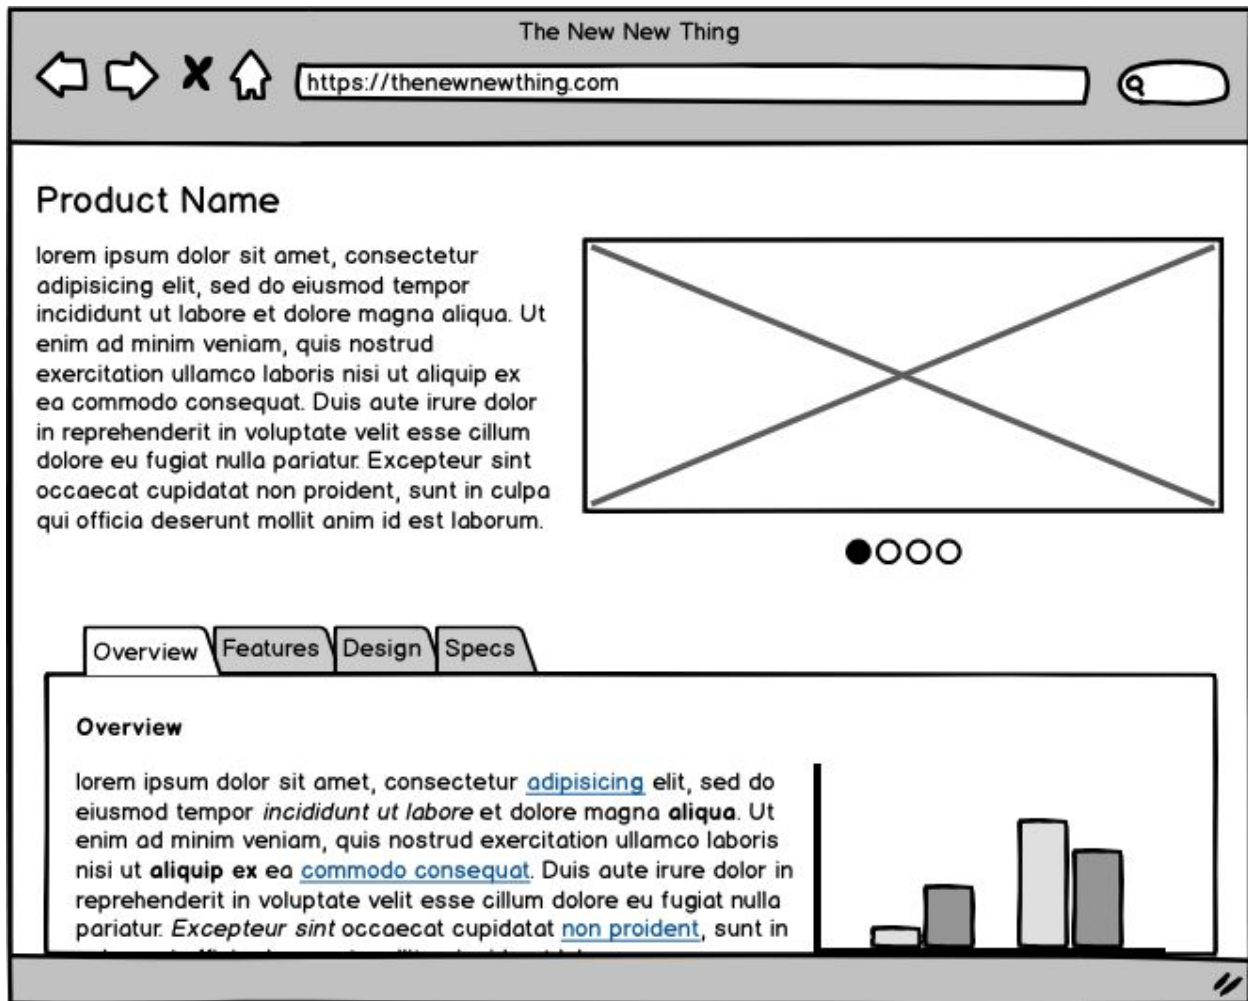 The New New Thing
https://thenewnewthing.com
Product Name
lorem ipsum dolor sit amet, consectetur
adipisicing elit, sed do eiusmod tempor
incididunt ut labore et dolore magna aliqua. Ut
enim ad minim veniam, quis nostrud
exercitation ullamco laboris nisi ut aliquip ex
ea commodo consequat. Duis aute irure dolor
in reprehenderit in voluptate velit esse cillum
dolore eu fugiat nulla pariatur. Excepteur sint
occaecat cupidatat non proident, sunt in culpa
qui officia deserunt mollit anim id est laborum.
Overview Features Design Specs
Overview
lorem ipsum dolor sit amet, consectetur adipisicing elit, sed do
eiusmod tempor incididunt ut labore et dolore magna aliqua. Ut
enim ad minim veniam, quis nostrud exercitation ullamco laboris
nisi ut aliquip ex ea commodo consequat. Duis aute irure dolor in
reprehenderit in voluptate velit esse cillum dolore eu fugiat nulla
pariatur. Excepteur sint occaecat cupidatat non proident, sunt in